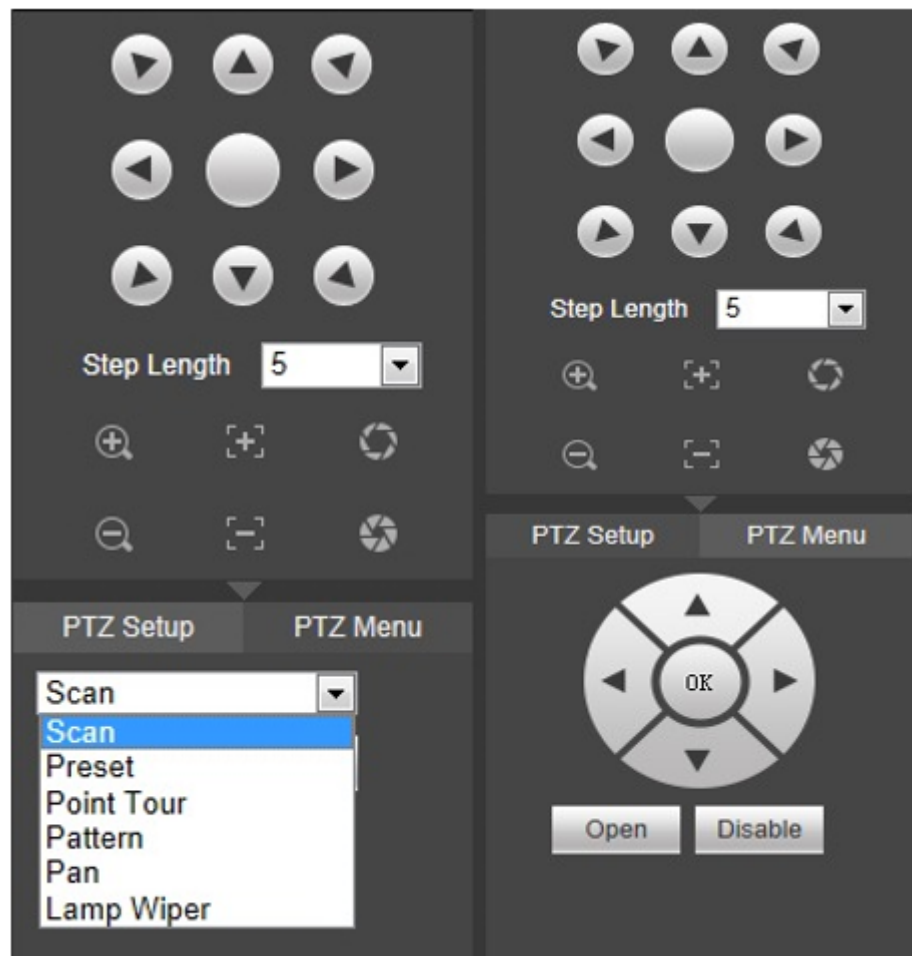 Step Length 5
PTZ Setup PTZ Menu
Scan
Scan
Preset
Point Tour
Pattern
Pan
Lamp Wiper
Step Length 5
PTZ Setup PTZ Menu
OK
Open Disable